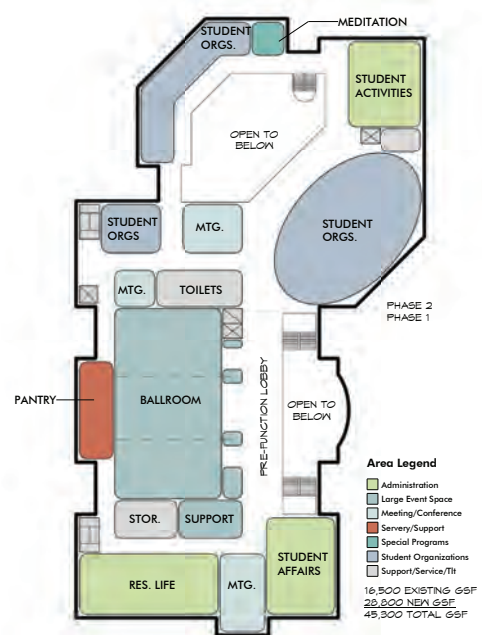 STUDENT
ORGS.
MEDITATION
STUDENT
ACTIVITIES
OPEN TO
BELOW
STUDENT
ORGS
MTG.
STUDENT
ORGS.
MTG.
TOILETS
PHASE 2
PHASE 1
PANTRY
BALLROOM
PRE-FUNCTION LOBBY
OPEN TO
BELOW
STOR.
SUPPORT
RES. LIFE
MTG.
STUDENT
AFFAIRS
Area Legend
Administration
Large Event Space
Meeting/Conference
Servery/Support
Special Programs
Student Organizations
Support/Service/Tlt
16,500 EXISTING GSF
28,800 NEW GSF
45,300 TOTAL GSF